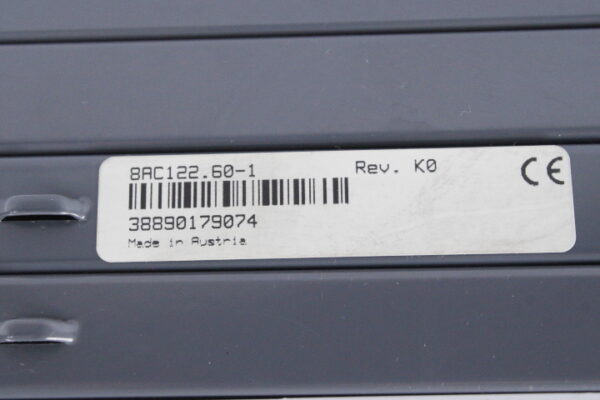 8AC122.60-1 Rev. K0 CE
38890179074
Made in Austria